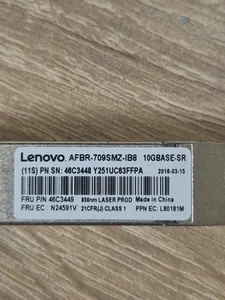 Lenovo. AFBR-709SMZ-IB8 10GBASE-SR
(11S) PN SN: 46C3448 Y251UC63FFPA 2016-03-15
FRU P/N 46C3449 850nm LASER PROD Made in China
FRU EC : N24591V 21CFR(J) CLASS 1 PPN EC: L80181M